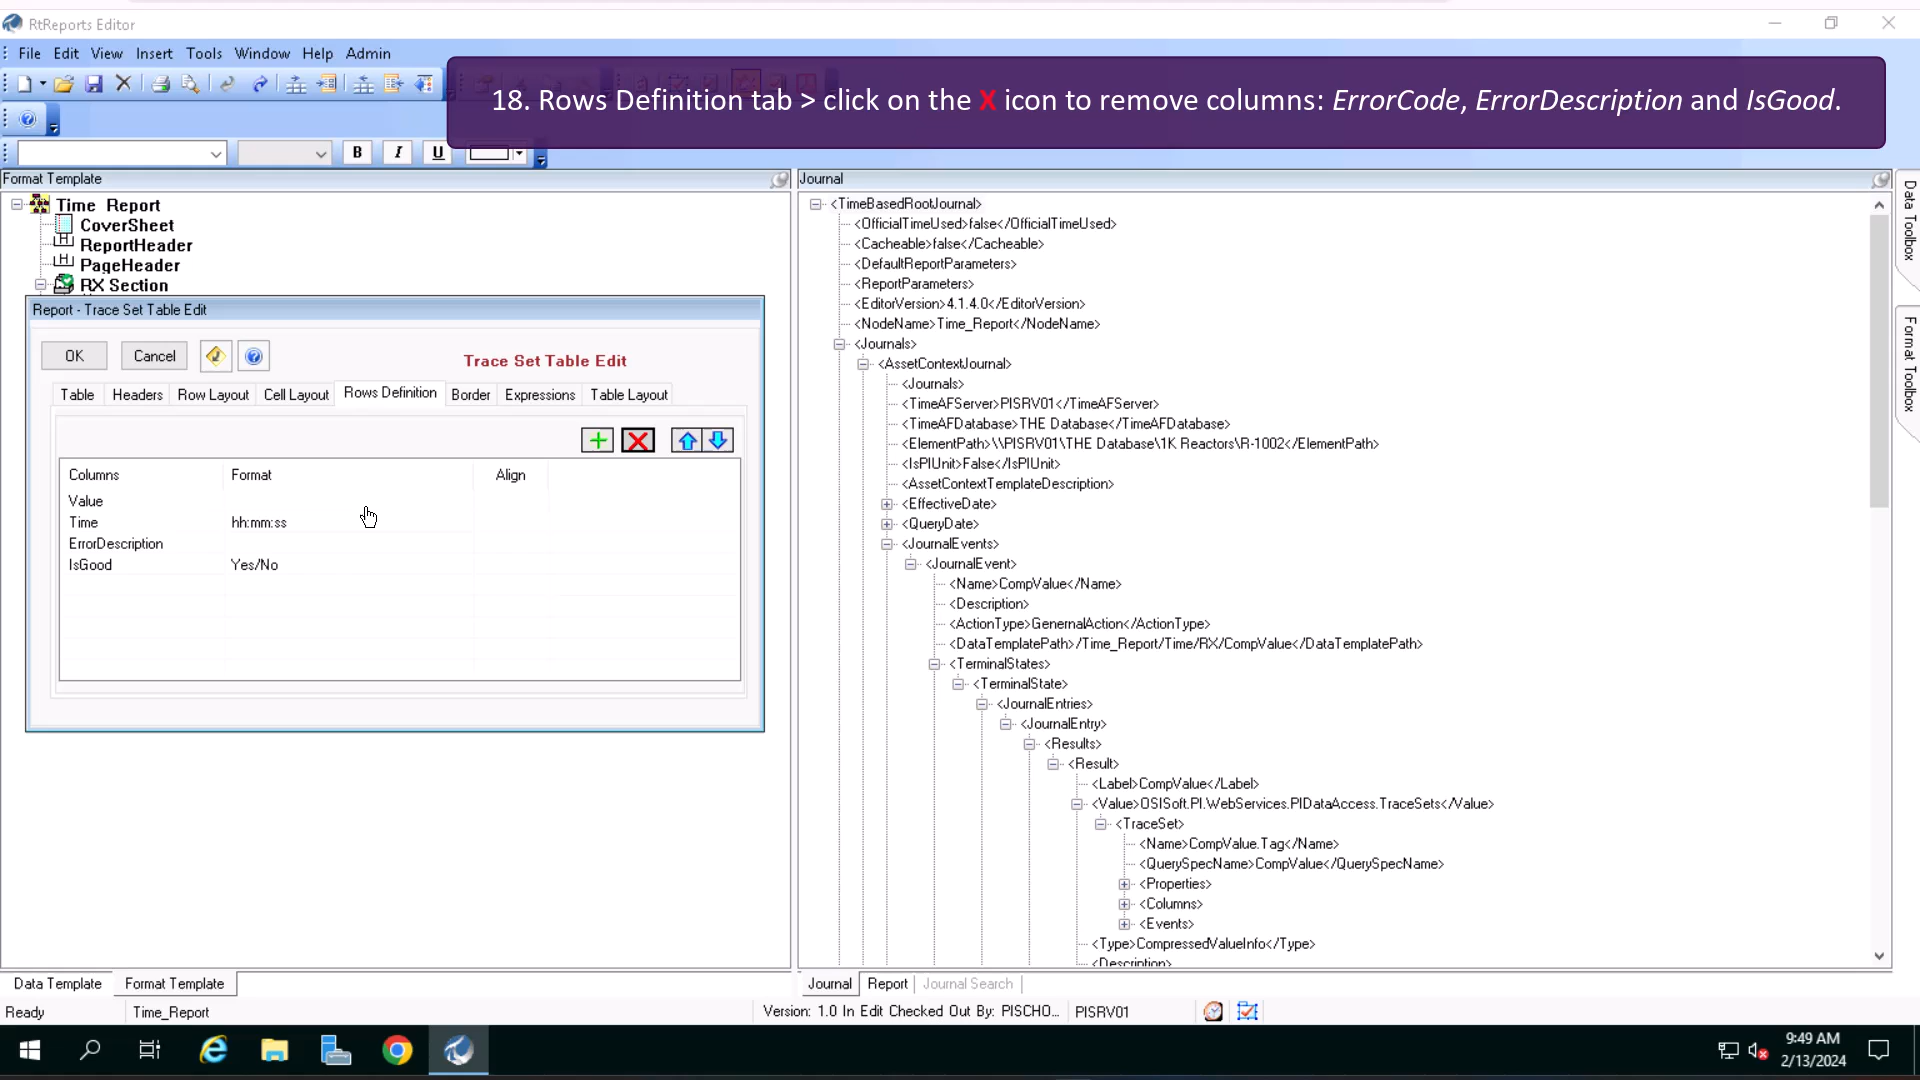 RtReports Editor
File Edit View Insert Tools Window Help Admin
18. Rows Definition tab > click on the X icon to remove columns: ErrorCode, ErrorDescription and IsGood.
B I U
Format Template
Time_Report
CoverSheet
ReportHeader
PageHeader
RX Section
Report - Trace Set Table Edit
OK Cancel
Trace Set Table Edit
Table Headers Row Layout Cell Layout Rows Definition Border Expressions Table Layout
Columns Format Align
Value
Time hh:mm:ss
ErrorDescription
IsGood Yes/No
Data Template Format Template
Journal
<TimeBasedRootJournal>
<OfficialTimeUsed>false</OfficialTimeUsed>
<Cacheable>false</Cacheable>
<DefaultReportParameters>
<ReportParameters>
<EditorVersion>4.1.4.0</EditorVersion>
<NodeName>Time_Report</NodeName>
<Journals>
<AssetContextJournal>
<Journals>
<TimeAFServer>PISRV01</TimeAFServer>
<TimeAFDatabase>THE Database</TimeAFDatabase>
<ElementPath>\\PISRV01\THE Database\1K Reactors\R-1002</ElementPath>
<IsPIUnit>False</IsPIUnit>
<AssetContextTemplateDescription>
<EffectiveDate>
<QueryDate>
<JournalEvents>
<JournalEvent>
<Name>CompValue</Name>
<Description>
<ActionType>GenernalAction</ActionType>
<DataTemplatePath>/Time_Report/Time/RX/CompValue</DataTemplatePath>
<TerminalStates>
<TerminalState>
<JournalEntries>
<JournalEntry>
<Results>
<Result>
<Label>CompValue</Label>
<Value>OSISoft.PI.WebServices.PIDataAccess.TraceSets</Value>
<TraceSet>
<Name>CompValue.Tag</Name>
<QuerySpecName>CompValue</QuerySpecName>
<Properties>
<Columns>
<Events>
<Type>CompressedValueInfo</Type>
<Description>
Journal Report Journal Search
Data Toolbox
Format Toolbox
Ready Time_Report Version: 1.0 In Edit Checked Out By: PISCHO... PISRV01
9:49 AM
2/13/2024